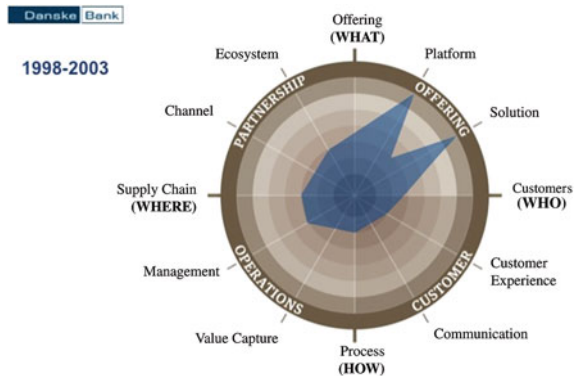 Danske Bank
1998-2003
Offering
(WHAT)
Ecosystem
Platform
PARTNERSHIP
OFFERING
Channel
Solution
Supply Chain
(WHERE)
Customers
(WHO)
Management
Customer
Experience
OPERATIONS
CUSTOMER
Value Capture
Communication
Process
(HOW)